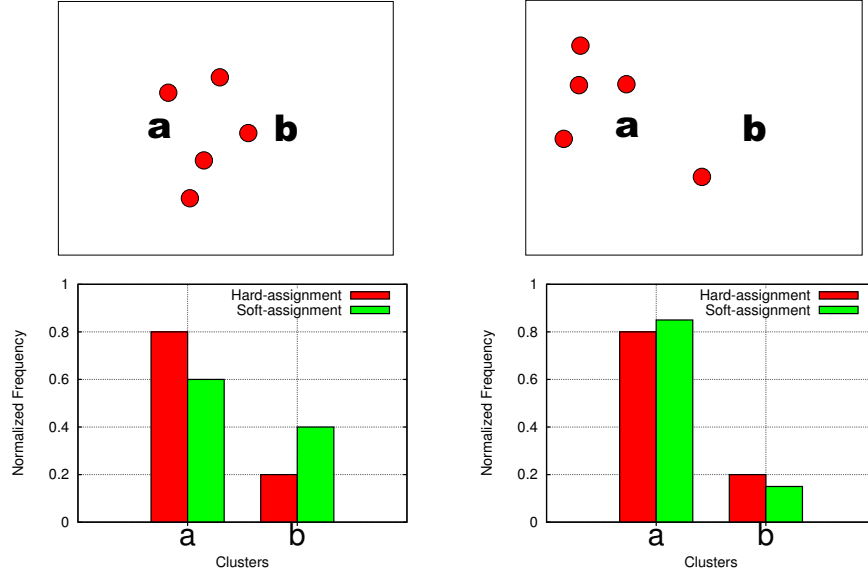 a b
a b
1
Hard-assignment
Soft-assignment
0.8
0.6
0.4
0.2
0
Normalized Frequency
a b
Clusters
1
Hard-assignment
Soft-assignment
0.8
0.6
0.4
0.2
0
Normalized Frequency
a b
Clusters